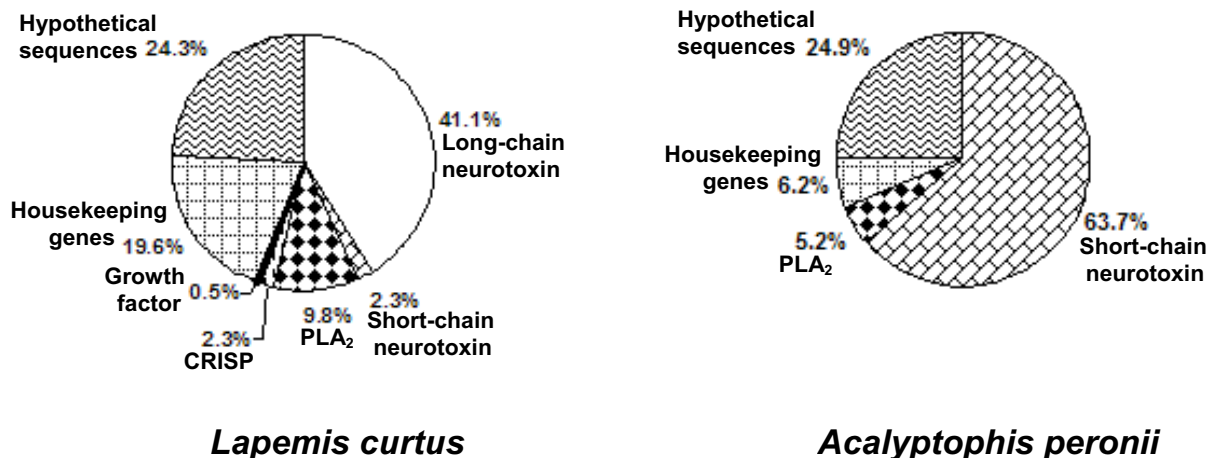 Hypothetical
sequences 24.3%
41.1%
Long-chain
neurotoxin
Housekeeping
genes 19.6%
Growth
factor 0.5%
2.3%
CRISP
9.8%
PLA₂
2.3%
Short-chain
neurotoxin
Lapemis curtus
Hypothetical
sequences 24.9%
Housekeeping
genes 6.2%
5.2%
PLA₂
63.7%
Short-chain
neurotoxin
Acalyptophis peronii